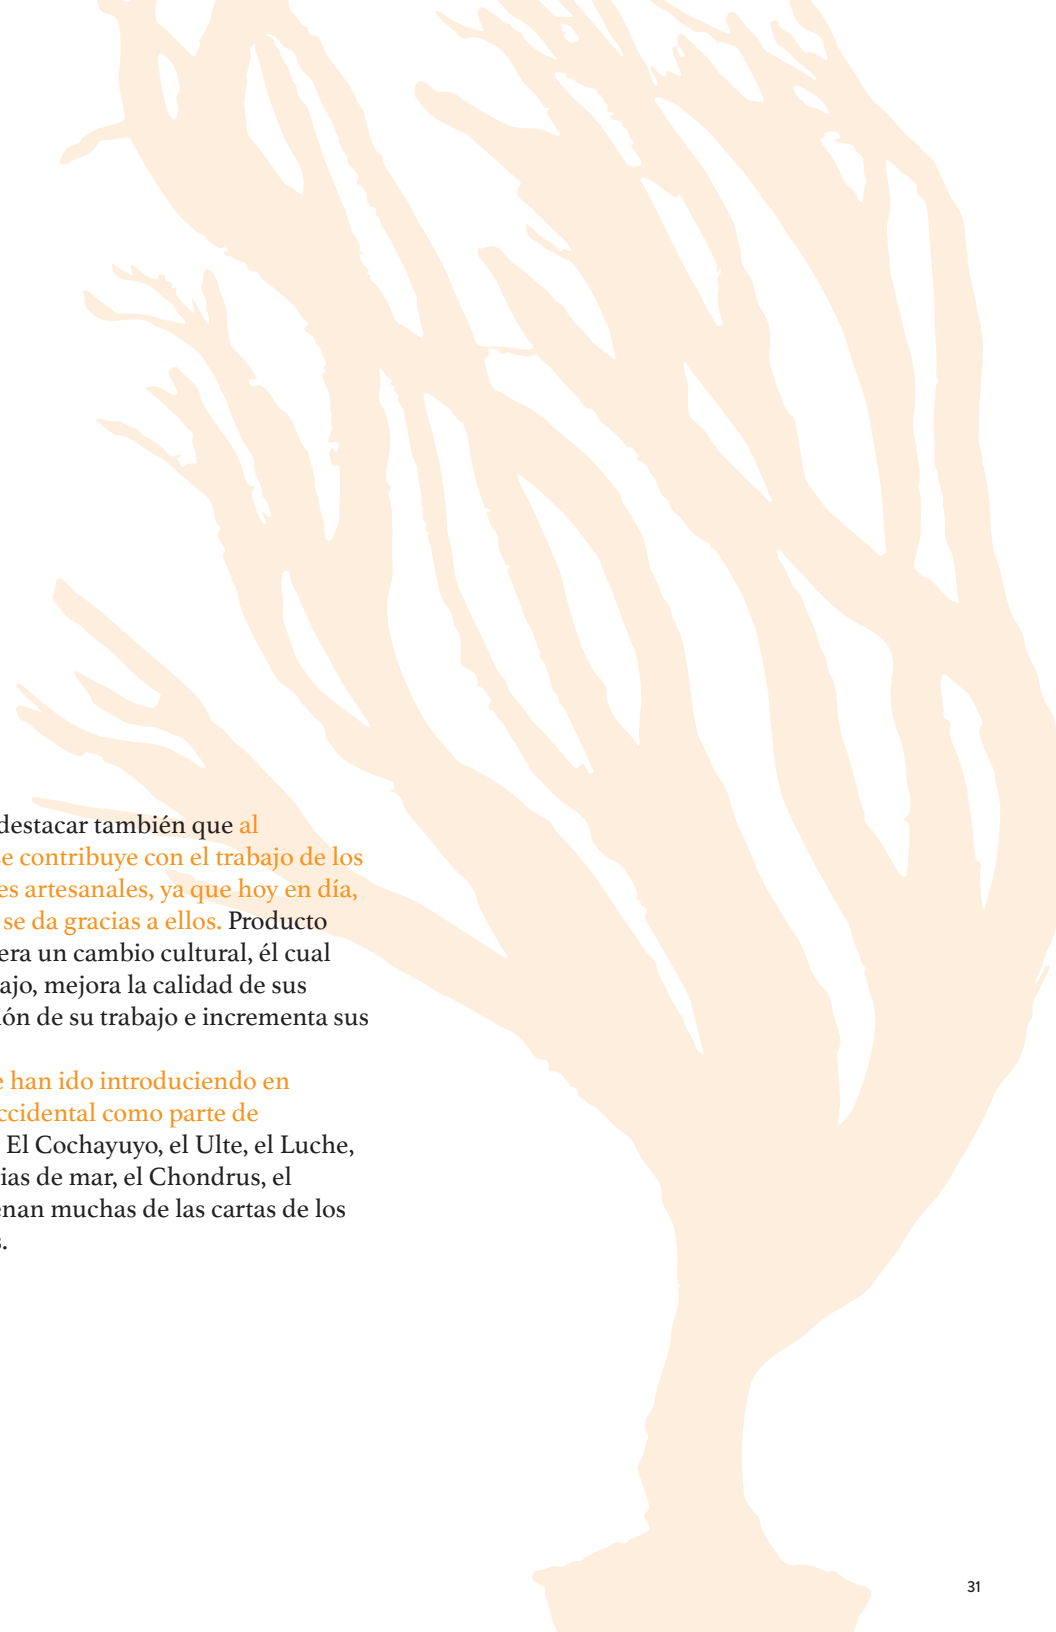 destacar también que al
e contribuye con el trabajo de los
es artesanales, ya que hoy en día,
se da gracias a ellos. Producto
era un cambio cultural, él cual
ajo, mejora la calidad de sus
ión de su trabajo e incrementa sus
e han ido introduciendo en
ccidental como parte de
El Cochayuyo, el Ulte, el Luche,
ias de mar, el Chondrus, el
enan muchas de las cartas de los
s.
31